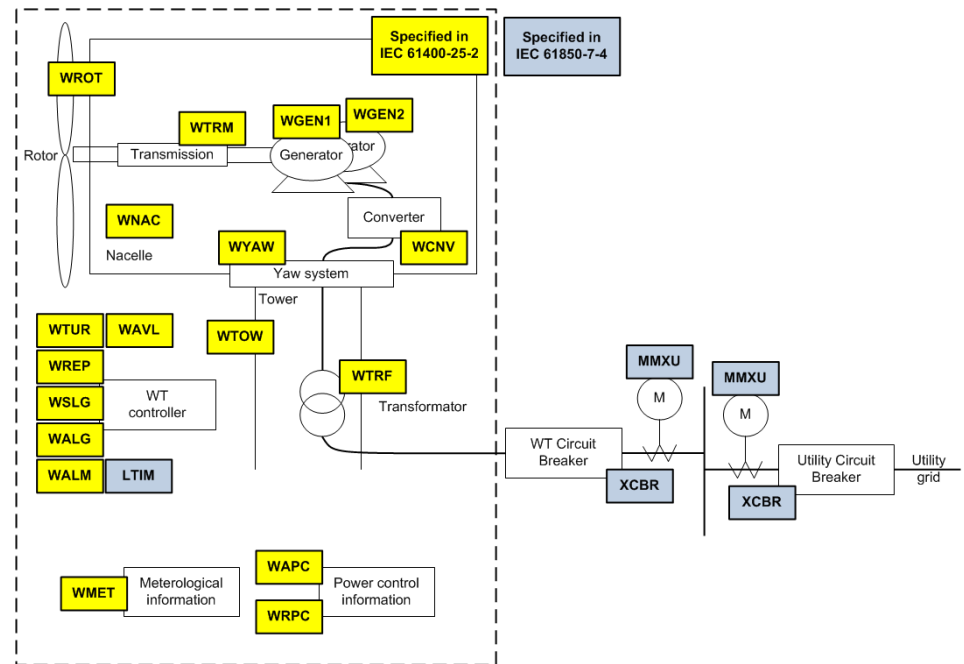 Specified in
IEC 61400-25-2
Specified in
IEC 61850-7-4
WROT
WTRM
WGEN1
WGEN2
Rotor
Transmission
Generator
rator
WNAC
Nacelle
Converter
WCNV
WYAW
Yaw system
Tower
WTOW
WTUR
WAVL
WREP
WSLG
WALG
WALM
LTIM
WT
controller
WTRF
Transformator
MMXU
M
MMXU
M
WT Circuit
Breaker
XCBR
Utility Circuit
Breaker
XCBR
Utility
grid
WMET
Meterological
information
WAPC
WRPC
Power control
information